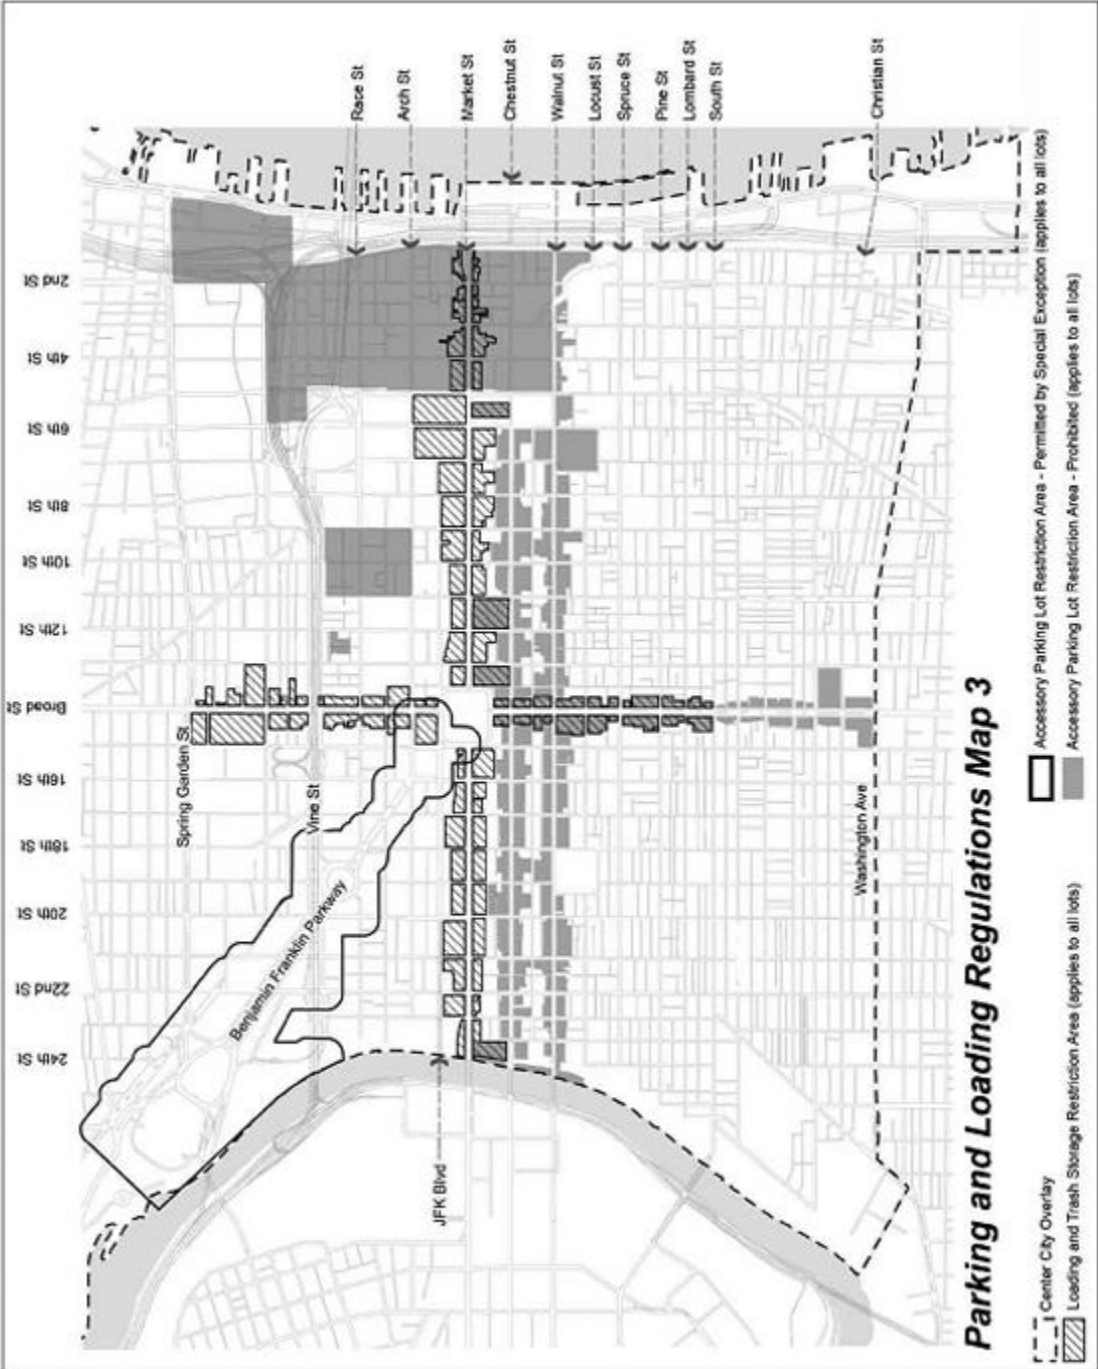 Race St
Arch St
Market St
Chestnut St
Walnut St
Locust St
Spruce St
Pine St
Lombard St
South St
Christian St
2nd St
4th St
6th St
8th St
10th St
12th St
Broad St
16th St
18th St
20th St
22nd St
24th St
Spring Garden St
Vine St
Benjamin Franklin Parkway
JFK Blvd
Washington Ave
Parking and Loading Regulations Map 3
Center City Overlay
Loading and Trash Storage Restriction Area (applies to all lots)
Accessory Parking Lot Restriction Area - Permitted by Special Exception (applies to all lots)
Accessory Parking Lot Restriction Area - Prohibited (applies to all lots)